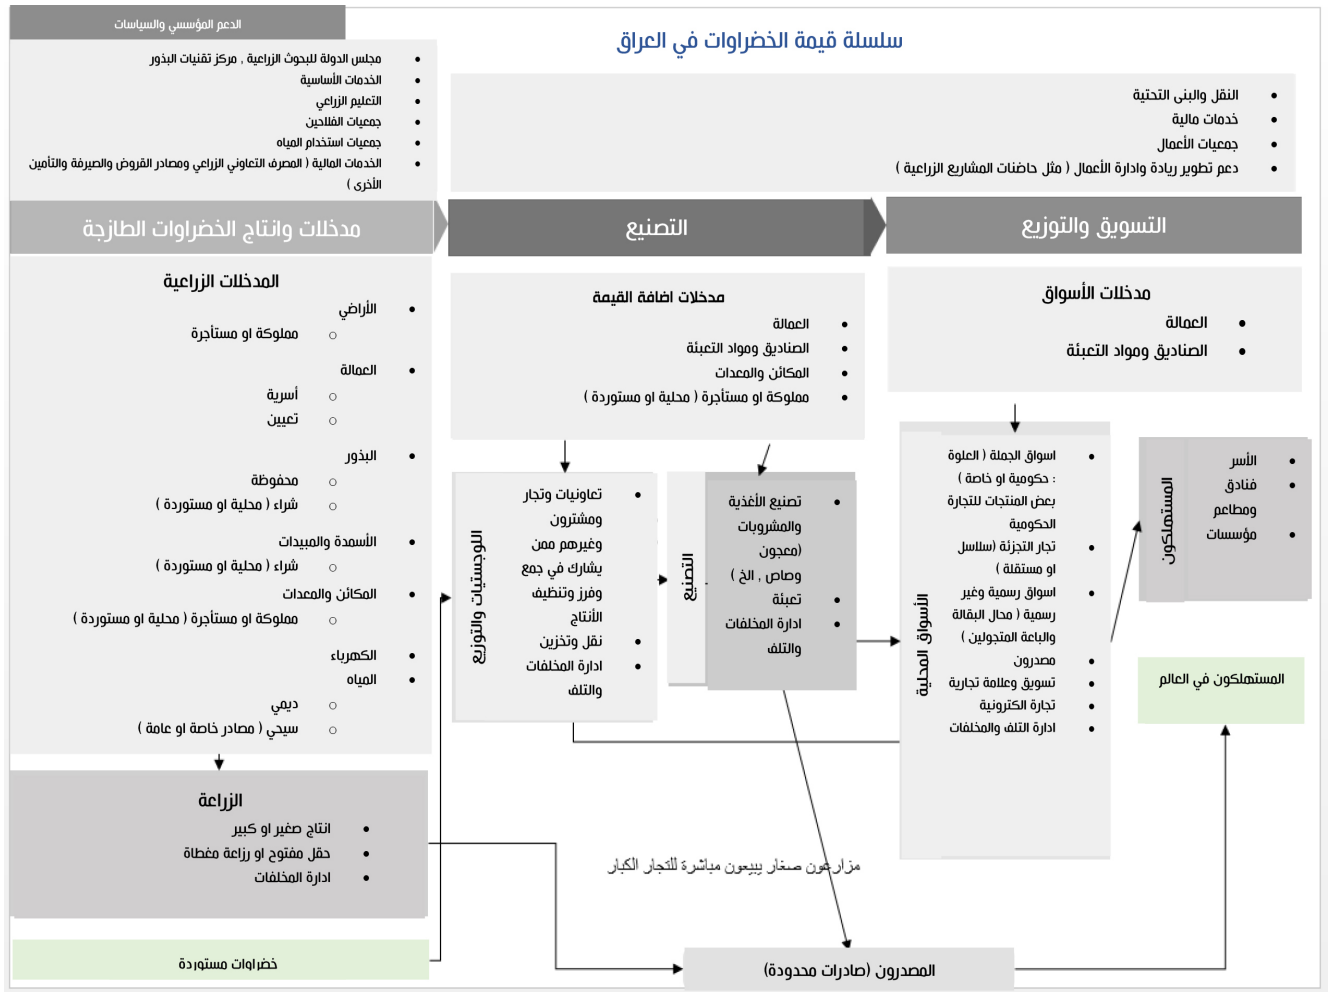 سلسلة قيمة الخضراوات في العراق
الدعم المؤسسي والسياسات
مجلس الدولة للبحوث الزراعية , مركز تقنيات البذور
الخدمات الأساسية
التعليم الزراعي
جمعيات الفلاحين
جمعيات استخدام المياه
الخدمات المالية ( المصرف التعاوني الزراعي ومصادر القروض والصيرفة والتأمين
الأخرى )
النقل والبنى التحتية
خدمات مالية
جمعيات الأعمال
دعم تطوير ريادة وادارة الأعمال ( مثل حاضنات المشاريع الزراعية )
مدخلات وانتاج الخضراوات الطازجة
التصنيع
التسويق والتوزيع
المدخلات الزراعية
الأراضي
مملوكة او مستأجرة
العمالة
أسرية
تعيين
البذور
محفوظة
شراء ( محلية او مستوردة )
الأسمدة والمبيدات
شراء ( محلية او مستوردة )
المكائن والمعدات
مملوكة او مستأجرة ( محلية او مستوردة )
الكهرباء
المياه
ديمي
سيحي ( مصادر خاصة او عامة )
الزراعة
انتاج صغير او كبير
حقل مفتوح او رزاعة مغطاة
ادارة المخلفات
خضراوات مستوردة
مدخلات اضافة القيمة
العمالة
الصناديق ومواد التعبئة
المكائن والمعدات
مملوكة او مستأجرة ( محلية او مستوردة )
اللوجستيات والتوزيع
تعاونيات وتجار
ومشترون
وغيرهم ممن
يشارك في جمع
وفرز وتنظيف
الأنتاج
نقل وتخزين
ادارة المخلفات
والتلف
التصنيع
تصنيع الأغذية
والمشروبات
(معجون
وصاص , الخ )
تعبئة
ادارة المخلفات
والتلف
مدخلات الأسواق
العمالة
الصناديق ومواد التعبئة
الأسواق المحلية
اسواق الجملة ( العلوة
: حكومية او خاصة )
بعض المنتجات للتجارة
الحكومية
تجار التجزئة (سلاسل
او مستقلة )
اسواق رسمية وغير
رسمية ( محال البقالة
والباعة المتجولين )
مصدرون
تسويق وعلامة تجارية
تجارة الكترونية
ادارة التلف والمخلفات
المستهلكون
الأسر
فنادق
ومطاعم
مؤسسات
المستهلكون في العالم
مزارعون صغار يبيعون مباشرة للتجار الكبار
المصدرون (صادرات محدودة)